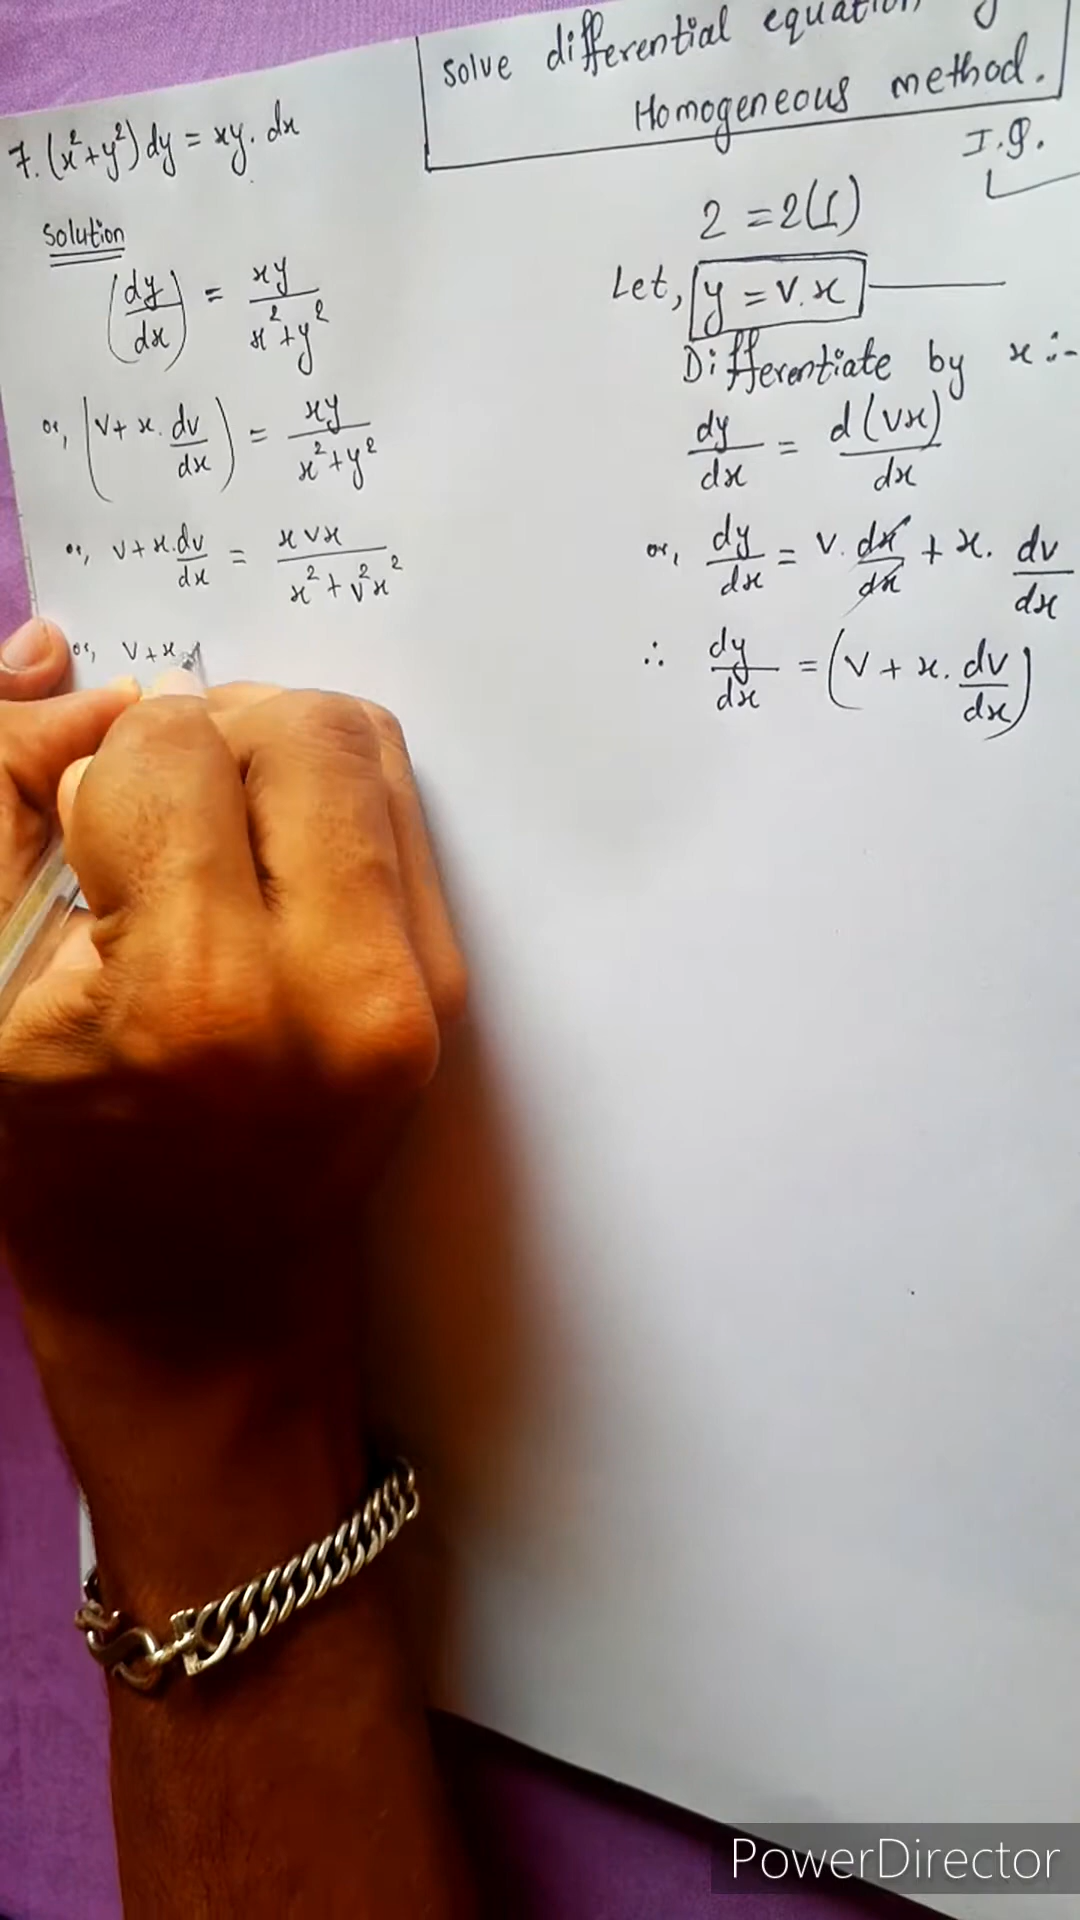 solve differential equation
Homogeneous method.
I.g.
7. (x²+y²) dy = xy. dx
Solution
(dy/dx) = xy/(x²+y²)
or, (v + x. dv/dx) = xy/(x²+y²)
or, v + x. dv/dx = x vx/(x² + v²x²)
or, v + x
2 = 2(1)
Let, y = v.x
Differentiate by x :-
dy/dx = d(vx)/dx
or, dy/dx = v. dx/dx + x. dv/dx
∴ dy/dx = (v + x. dv/dx)
PowerDirector